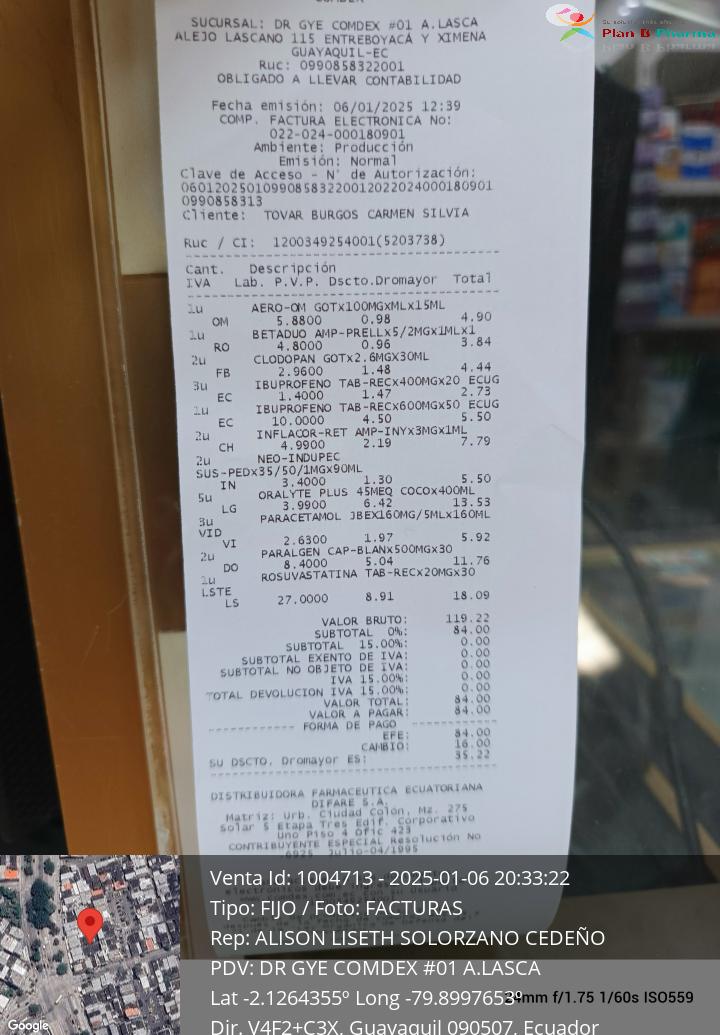 SUCURSAL: DR GYE COMDEX #01 A.LASCA
ALEJO LASCANO 115 ENTREBOYACÁ Y XIMENA
GUAYAQUIL-EC
Ruc: 0990858322001
OBLIGADO A LLEVAR CONTABILIDAD
Fecha emisión: 06/01/2025 12:39
COMP. FACTURA ELECTRONICA No:
022-024-000180901
Ambiente: Producción
Emisión: Normal
Clave de Acceso - N° de Autorización:
060120250109908583220012022024000180901
0990858313
Cliente: TOVAR BURGOS CARMEN SILVIA
Ruc / CI: 1200349254001(5203738)
Cant. Descripción
IVA Lab. P.V.P. Dscto.Dromayor Total
1u AERO-OM GOTx100MGxMLx15ML
OM 5.8800 0.98 4.90
1u BETADUO AMP-PRELLx5/2MGx1MLx1
RO 4.8000 0.96 3.84
2u CLODOPAN GOTx2.6MGx30ML
FB 2.9600 1.48 4.44
3u IBUPROFENO TAB-RECx400MGx20 ECUG
EC 1.4000 1.47 2.73
1u IBUPROFENO TAB-RECx600MGx50 ECUG
EC 10.0000 4.50 5.50
2u INFLACOR-RET AMP-INYx3MGx1ML
CH 4.9900 2.19 7.79
2u NEO-INDUPEC
SUS-PEDx35/50/1MGx90ML
IN 3.4000 1.30 5.50
5u ORALYTE PLUS 45MEQ COCOx400ML
LG 3.9900 6.42 13.53
3u PARACETAMOL JBEx160MG/5MLx160ML
VID
VI 2.6300 1.97 5.92
2u PARALGEN CAP-BLANx500MGx30
DO 8.4000 5.04 11.76
1u ROSUVASTATINA TAB-RECx20MGx30
LSTE
LS 27.0000 8.91 18.09
VALOR BRUTO: 119.22
SUBTOTAL 0%: 84.00
SUBTOTAL 15.00%: 0.00
SUBTOTAL EXENTO DE IVA: 0.00
SUBTOTAL NO OBJETO DE IVA: 0.00
IVA 15.00%: 0.00
TOTAL DEVOLUCION IVA 15.00%: 0.00
VALOR TOTAL: 84.00
VALOR A PAGAR: 84.00
FORMA DE PAGO
EFE: 84.00
CAMBIO: 16.00
SU DSCTO. Dromayor ES: 35.22
DISTRIBUIDORA FARMACEUTICA ECUATORIANA
DIFARE S.A.
Matriz: Urb. Ciudad Colón, Mz. 275
Solar 5 Etapa Tres Edif. Corporativo
Uno Piso 4 Ofic 423
CONTRIBUYENTE ESPECIAL Resolución No
6925 Julio-04/1995
Plan B Pharma
Venta Id: 1004713 - 2025-01-06 20:33:22
Tipo: FIJO / Foto: FACTURAS
Rep: ALISON LISETH SOLORZANO CEDEÑO
PDV: DR GYE COMDEX #01 A.LASCA
Lat -2.1264355º Long -79.8997653
24mm f/1.75 1/60s ISO559
Dir. V4F2+C3X, Guayaquil 090507, Ecuador
Google